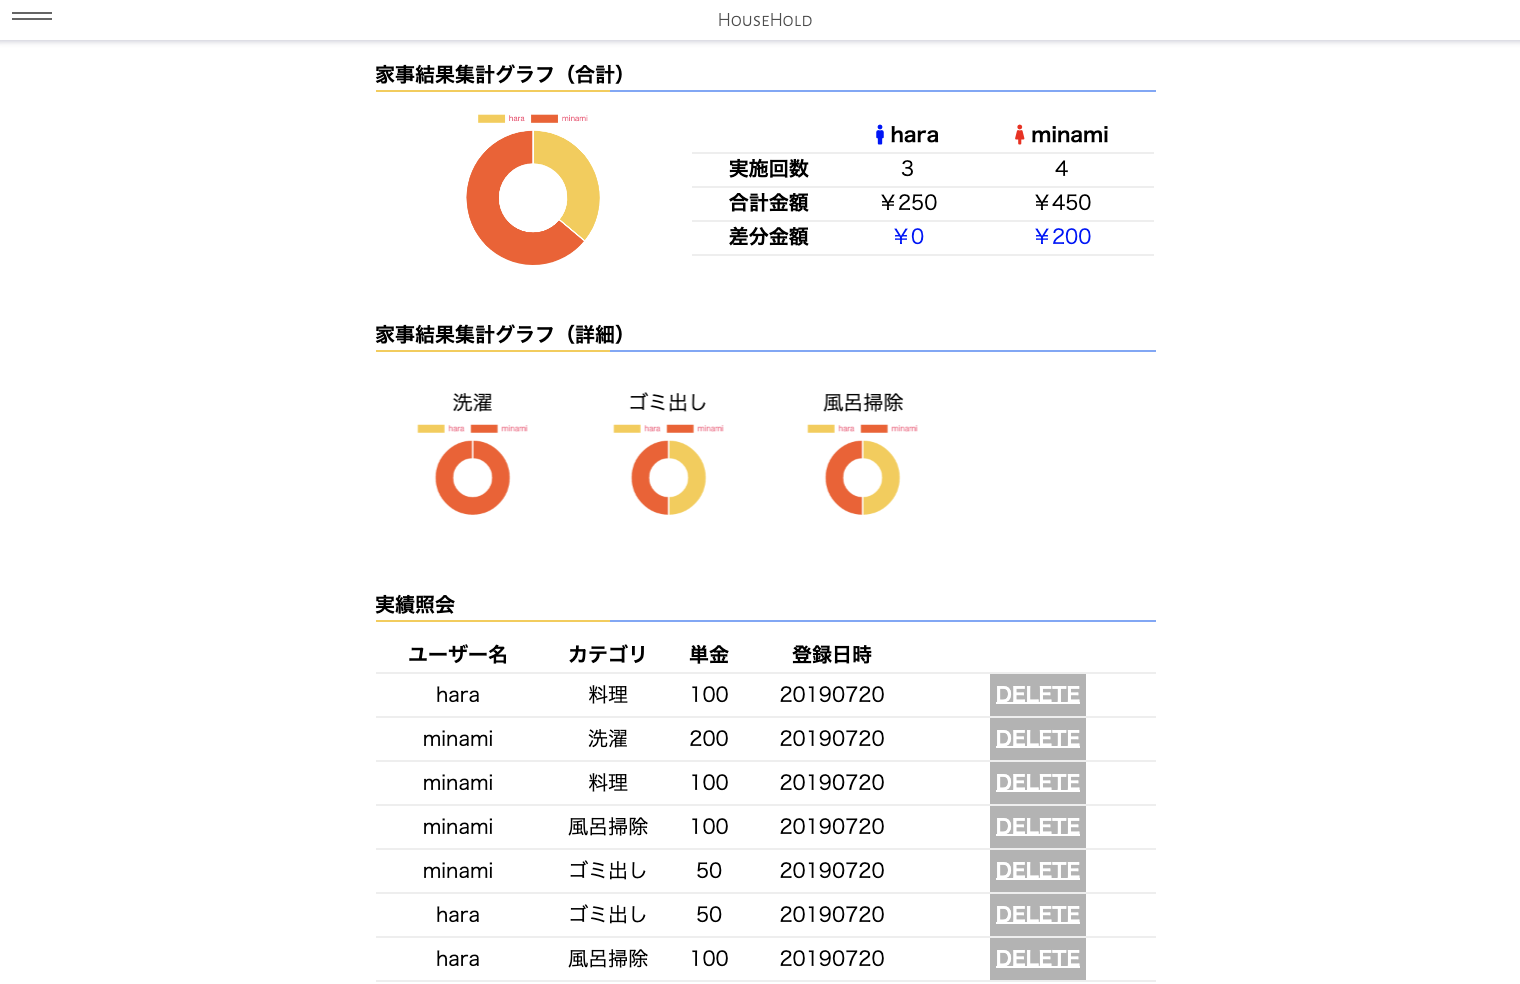 HouseHold
家事結果集計グラフ（合計）
hara minami
hara minami
実施回数 3 4
合計金額 ￥250 ￥450
差分金額 ￥0 ￥200
家事結果集計グラフ（詳細）
洗濯 ゴミ出し 風呂掃除
hara minami hara minami hara minami
実績照会
ユーザー名 カテゴリ 単金 登録日時
hara 料理 100 20190720 DELETE
minami 洗濯 200 20190720 DELETE
minami 料理 100 20190720 DELETE
minami 風呂掃除 100 20190720 DELETE
minami ゴミ出し 50 20190720 DELETE
hara ゴミ出し 50 20190720 DELETE
hara 風呂掃除 100 20190720 DELETE